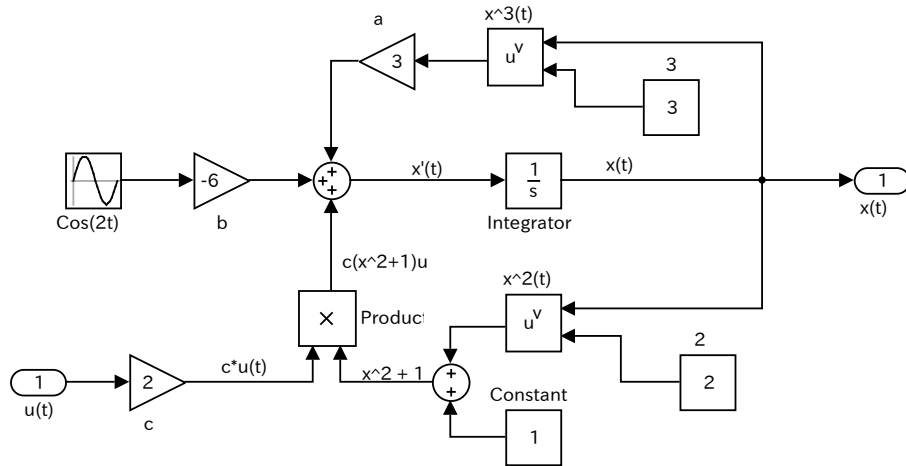 a
x^3(t)
3
u^v
3
3
Cos(2t)
-6
b
+
+
+
x'(t)
1
s
Integrator
x(t)
1
x(t)
c(x^2+1)u
x^2(t)
u^v
×
Product
2
2
1
u(t)
2
c
c*u(t)
x^2 + 1
+
+
Constant
1